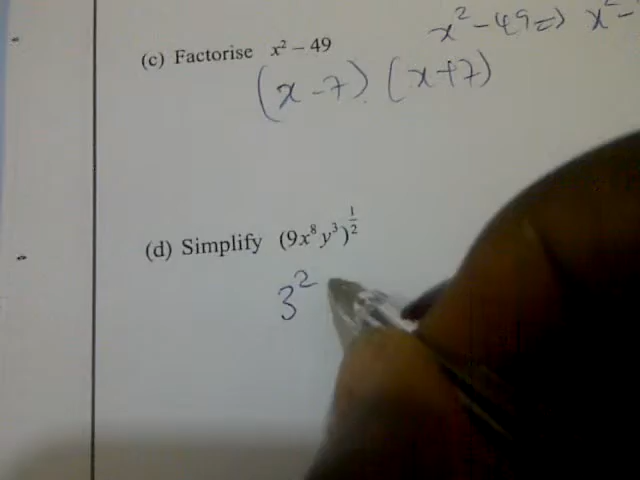 x² - 49 ⇒ x² -
(c) Factorise x² – 49
(x - 7) (x + 7)
(d) Simplify (9x⁸y³)^½
3²